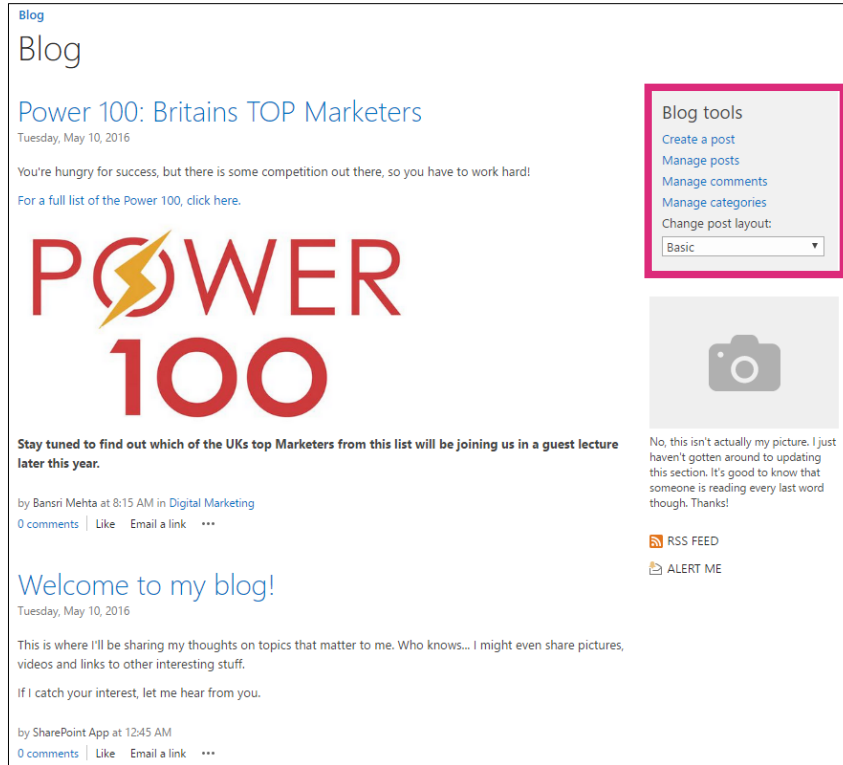 Blog
Blog
Power 100: Britains TOP Marketers
Tuesday, May 10, 2016
You're hungry for success, but there is some competition out there, so you have to work hard!
For a full list of the Power 100, click here.
POWER
100
Stay tuned to find out which of the UKs top Marketers from this list will be joining us in a guest lecture
later this year.
by Bansri Mehta at 8:15 AM in Digital Marketing
0 comments Like Email a link •••
Welcome to my blog!
Tuesday, May 10, 2016
This is where I'll be sharing my thoughts on topics that matter to me. Who knows... I might even share pictures,
videos and links to other interesting stuff.
If I catch your interest, let me hear from you.
by SharePoint App at 12:45 AM
0 comments Like Email a link •••
Blog tools
Create a post
Manage posts
Manage comments
Manage categories
Change post layout:
Basic
No, this isn't actually my picture. I just
haven't gotten around to updating
this section. It's good to know that
someone is reading every last word
though. Thanks!
RSS FEED
ALERT ME